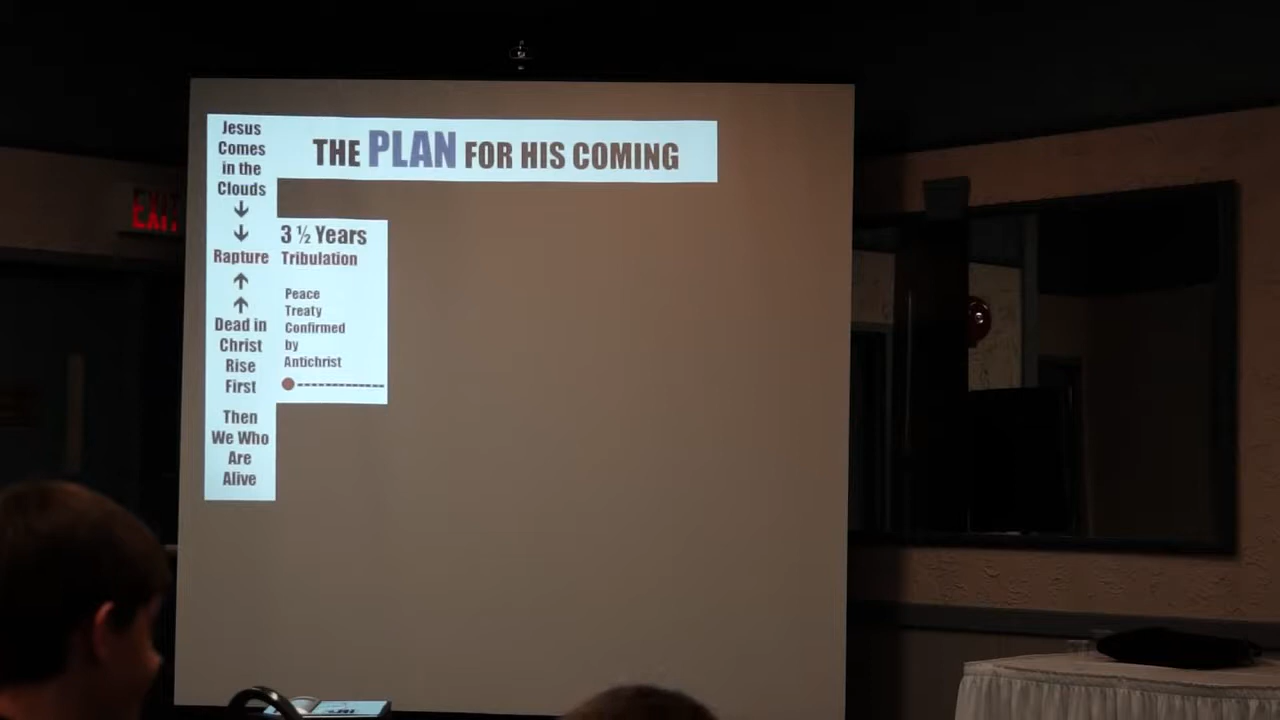 THE PLAN FOR HIS COMING
Jesus
Comes
in the
Clouds
Rapture
Dead in
Christ
Rise
First
Then
We Who
Are
Alive
3 ½ Years
Tribulation
Peace
Treaty
Confirmed
by
Antichrist
EXIT